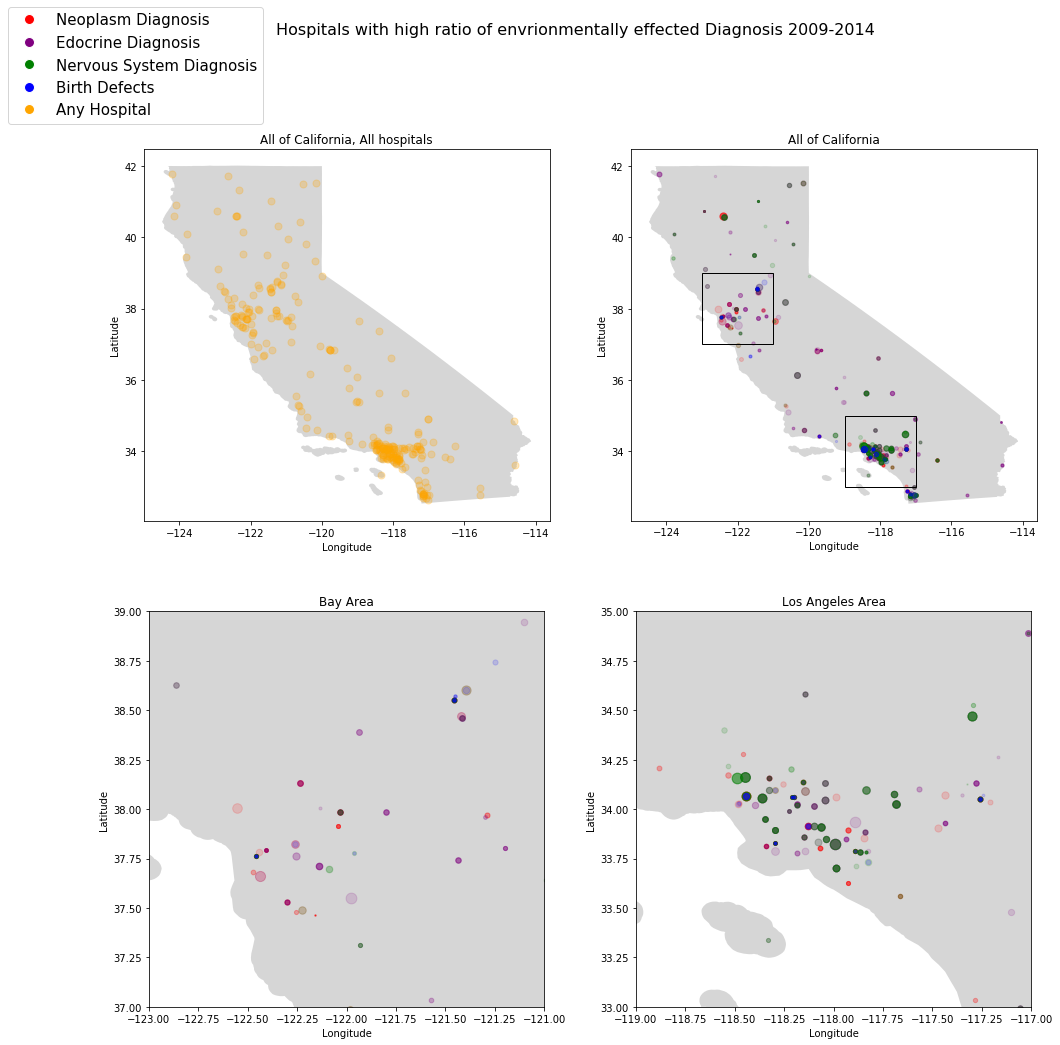 Neoplasm Diagnosis
Edocrine Diagnosis
Nervous System Diagnosis
Birth Defects
Any Hospital
Hospitals with high ratio of envrionmentally effected Diagnosis 2009-2014
All of California, All hospitals
42
40
38
36
34
Latitude
−124 −122 −120 −118 −116 −114
Longitude
All of California
42
40
38
36
34
Latitude
−124 −122 −120 −118 −116 −114
Longitude
Bay Area
39.00
38.75
38.50
38.25
38.00
37.75
37.50
37.25
37.00
Latitude
−123.00 −122.75 −122.50 −122.25 −122.00 −121.75 −121.50 −121.25 −121.00
Longitude
Los Angeles Area
35.00
34.75
34.50
34.25
34.00
33.75
33.50
33.25
33.00
Latitude
−119.00 −118.75 −118.50 −118.25 −118.00 −117.75 −117.50 −117.25 −117.00
Longitude